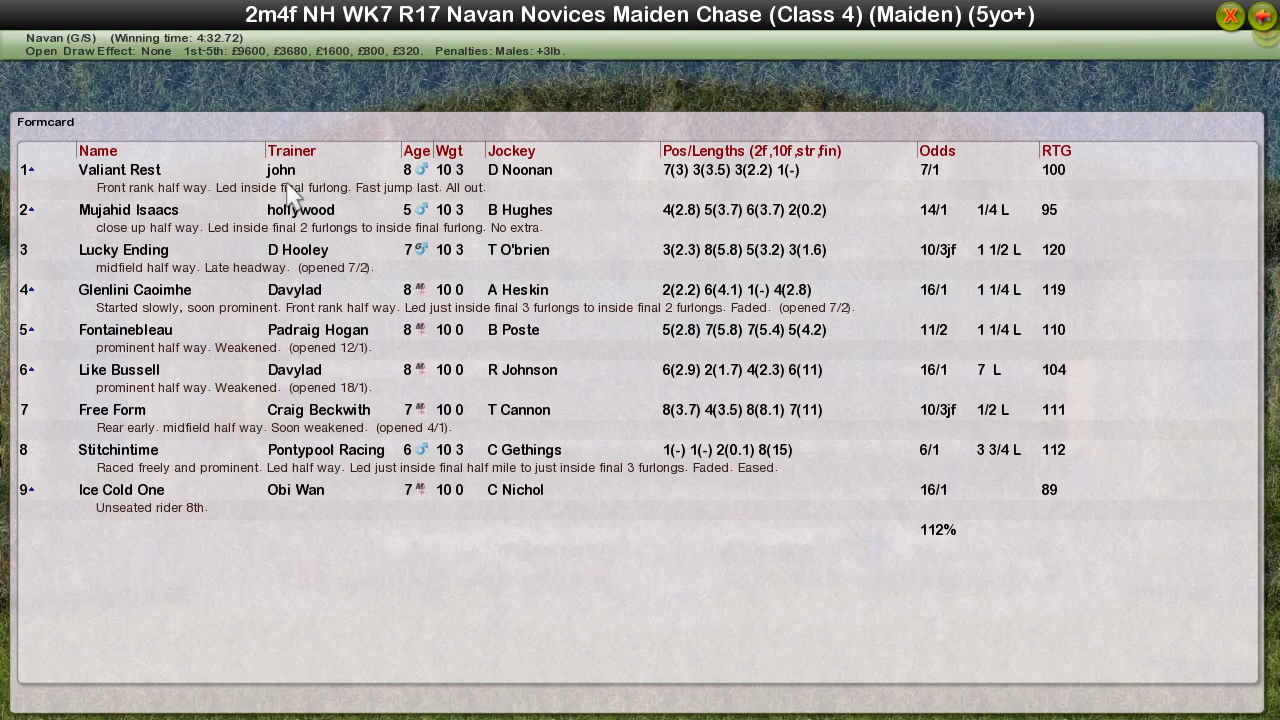 2m4f NH WK7 R17 Navan Novices Maiden Chase (Class 4) (Maiden) (5yo+)
Navan (G/S) (Winning time: 4:32.72)
Open Draw Effect: None 1st-5th: £9600, £3680, £1600, £800, £320. Penalties: Males: +3lb.
Formcard
Name Trainer Age Wgt Jockey Pos/Lengths (2f,10f,str,fin) Odds RTG
1 Valiant Rest john 8 10 3 D Noonan 7(3) 3(3.5) 3(2.2) 1(-) 7/1 100
Front rank half way. Led inside final furlong. Fast jump last. All out.
2 Mujahid Isaacs hollywood 5 10 3 B Hughes 4(2.8) 5(3.7) 6(3.7) 2(0.2) 14/1 1/4 L 95
close up half way. Led inside final 2 furlongs to inside final furlong. No extra.
3 Lucky Ending D Hooley 7 10 3 T O'brien 3(2.3) 8(5.8) 5(3.2) 3(1.6) 10/3jf 1 1/2 L 120
midfield half way. Late headway. (opened 7/2).
4 Glenlini Caoimhe Davylad 8 10 0 A Heskin 2(2.2) 6(4.1) 1(-) 4(2.8) 16/1 1 1/4 L 119
Started slowly, soon prominent. Front rank half way. Led just inside final 3 furlongs to inside final 2 furlongs. Faded. (opened 7/2).
5 Fontainebleau Padraig Hogan 8 10 0 B Poste 5(2.8) 7(5.8) 7(5.4) 5(4.2) 11/2 1 1/4 L 110
prominent half way. Weakened. (opened 12/1).
6 Like Bussell Davylad 8 10 0 R Johnson 6(2.9) 2(1.7) 4(2.3) 6(11) 16/1 7 L 104
prominent half way. Weakened. (opened 18/1).
7 Free Form Craig Beckwith 7 10 0 T Cannon 8(3.7) 4(3.5) 8(8.1) 7(11) 10/3jf 1/2 L 111
Rear early. midfield half way. Soon weakened. (opened 4/1).
8 Stitchintime Pontypool Racing 6 10 3 C Gethings 1(-) 1(-) 2(0.1) 8(15) 6/1 3 3/4 L 112
Raced freely and prominent. Led half way. Led just inside final half mile to just inside final 3 furlongs. Faded. Eased.
9 Ice Cold One Obi Wan 7 10 0 C Nichol 16/1 89
Unseated rider 8th.
112%